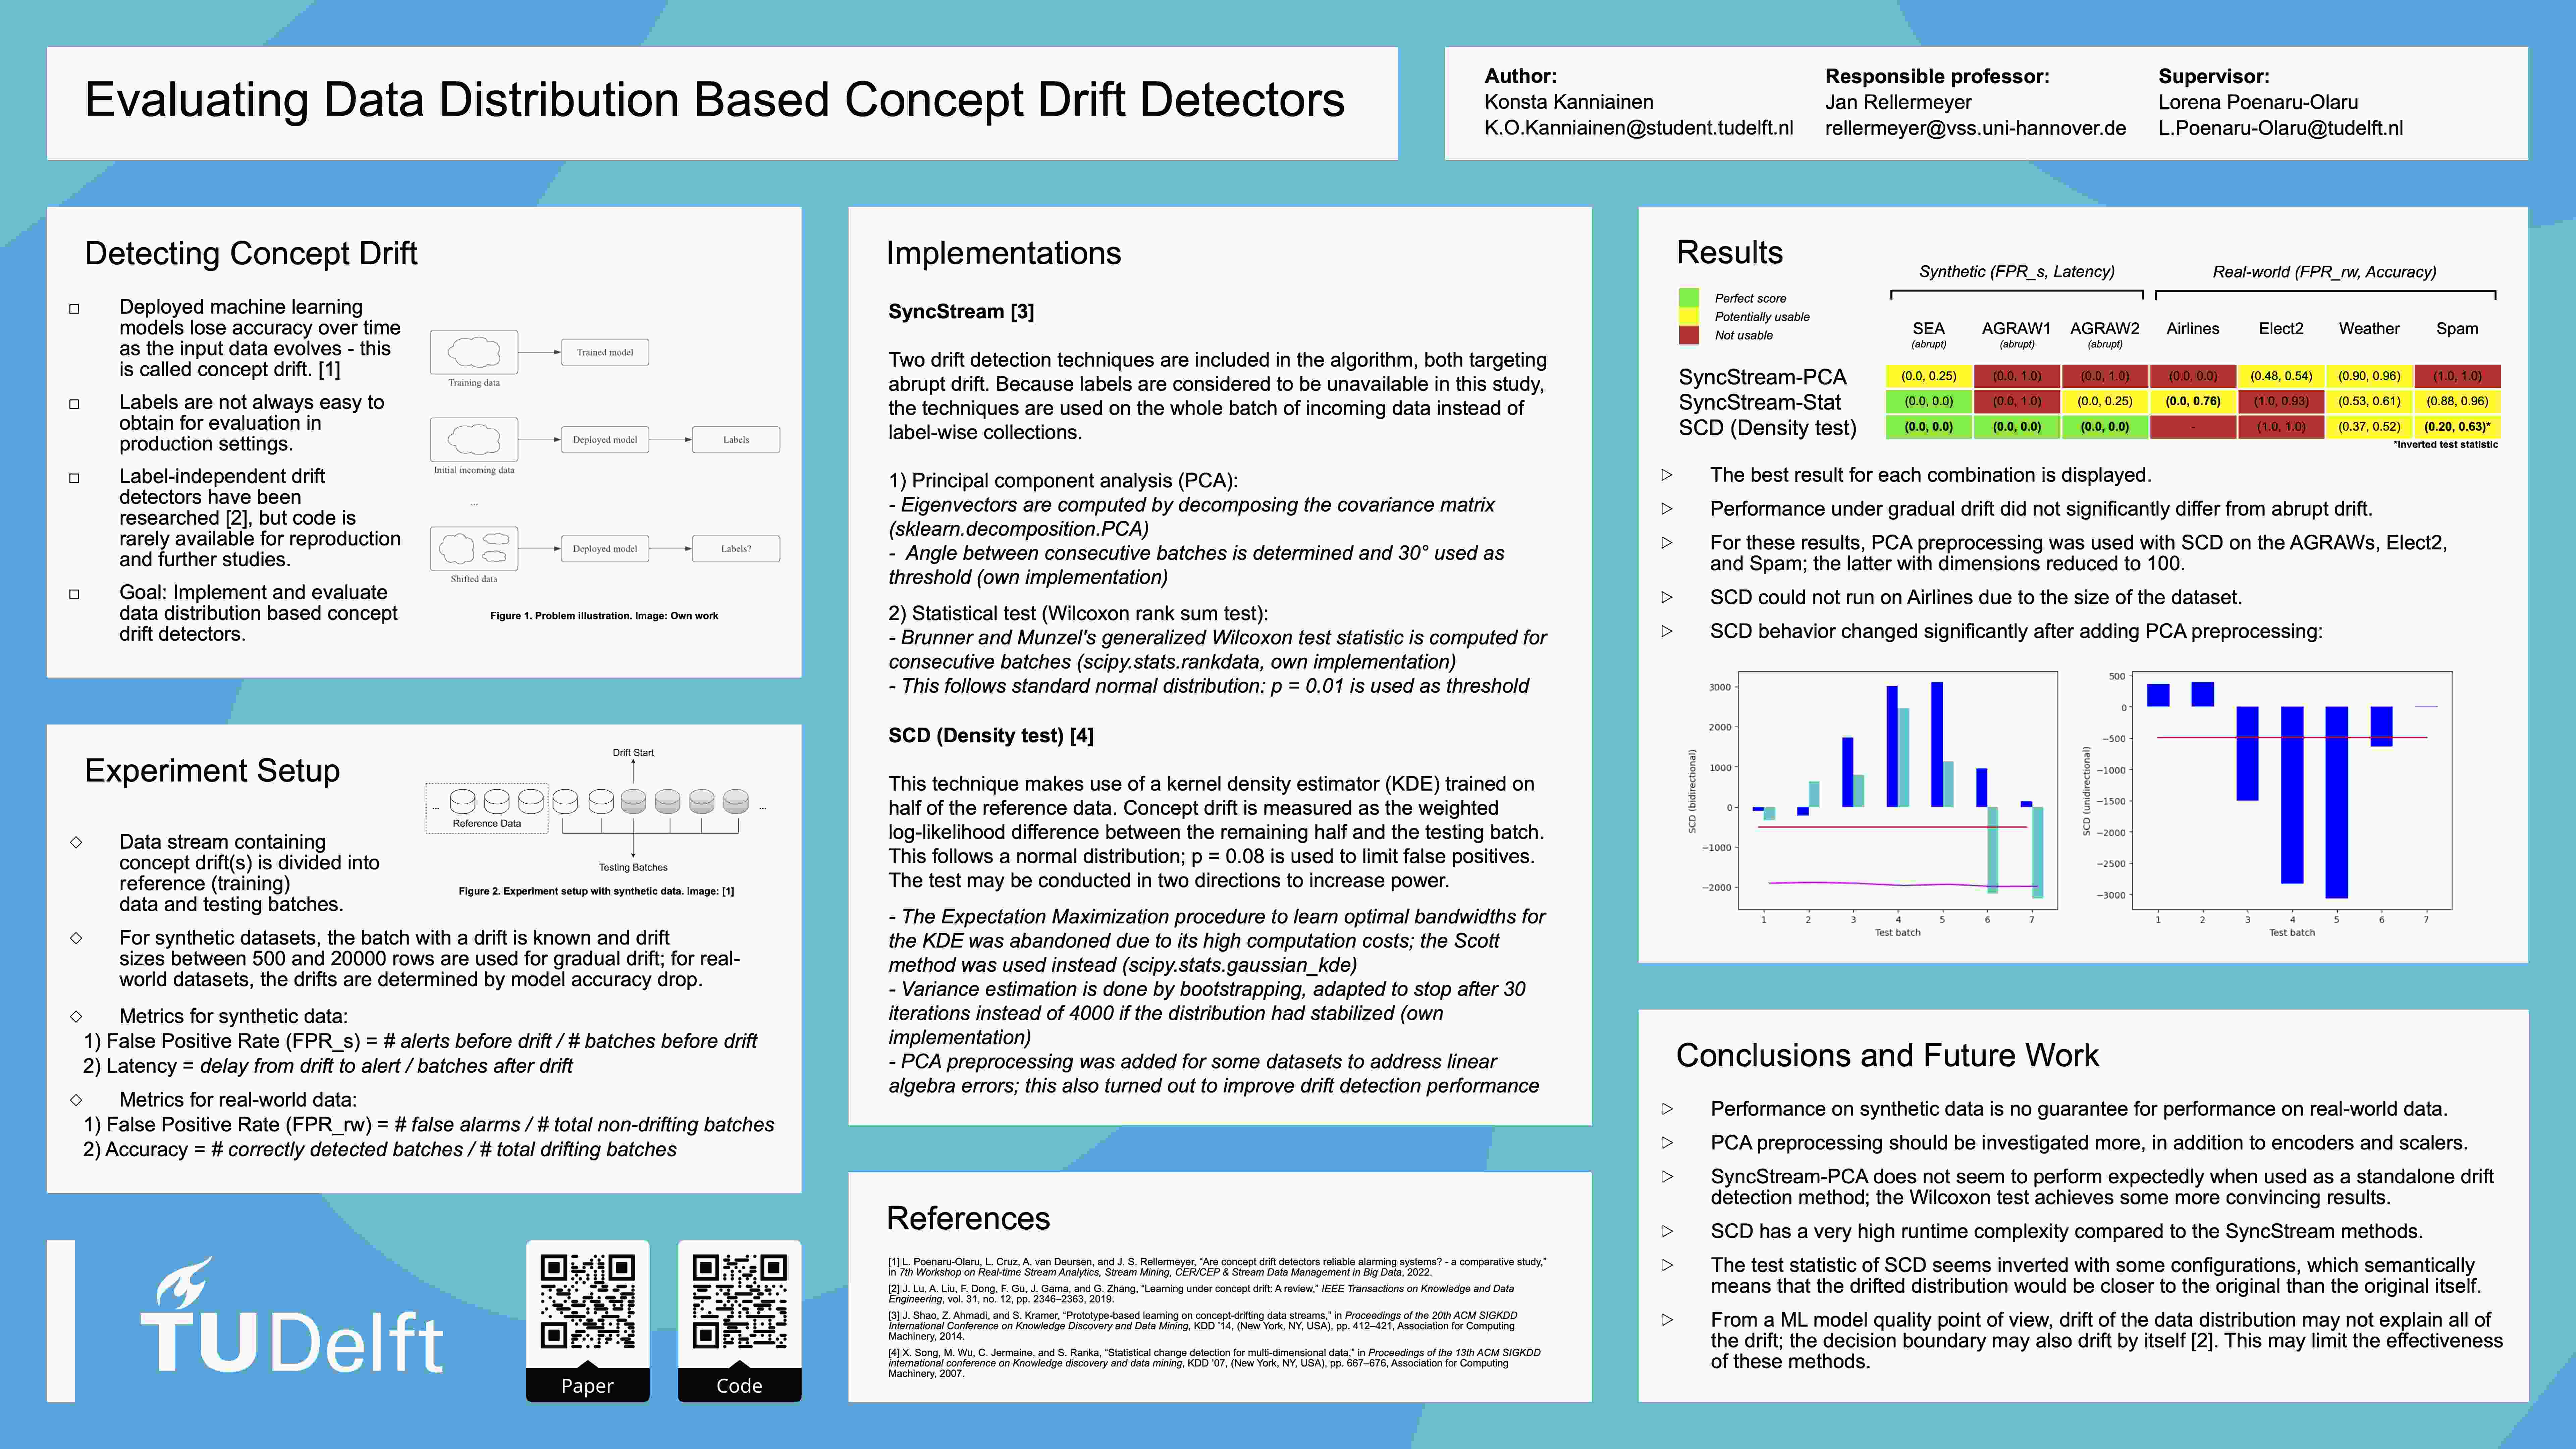 Evaluating Data Distribution Based Concept Drift Detectors
Author:
Konsta Kanniainen
K.O.Kanniainen@student.tudelft.nl
Responsible professor:
Jan Rellermeyer
rellermeyer@vss.uni-hannover.de
Supervisor:
Lorena Poenaru-Olaru
L.Poenaru-Olaru@tudelft.nl
Detecting Concept Drift
Deployed machine learning
models lose accuracy over time
as the input data evolves - this
is called concept drift. [1]
Labels are not always easy to
obtain for evaluation in
production settings.
Label-independent drift
detectors have been
researched [2], but code is
rarely available for reproduction
and further studies.
Goal: Implement and evaluate
data distribution based concept
drift detectors.
Trained model
Training data
Deployed model
Labels
Initial incoming data
...
Deployed model
Labels?
Shifted data
Figure 1. Problem illustration. Image: Own work
Experiment Setup
Drift Start
...
...
Reference Data
Testing Batches
Figure 2. Experiment setup with synthetic data. Image: [1]
Data stream containing
concept drift(s) is divided into
reference (training)
data and testing batches.
For synthetic datasets, the batch with a drift is known and drift
sizes between 500 and 20000 rows are used for gradual drift; for real-
world datasets, the drifts are determined by model accuracy drop.
Metrics for synthetic data:
1) False Positive Rate (FPR_s) = # alerts before drift / # batches before drift
2) Latency = delay from drift to alert / batches after drift
Metrics for real-world data:
1) False Positive Rate (FPR_rw) = # false alarms / # total non-drifting batches
2) Accuracy = # correctly detected batches / # total drifting batches
TUDelft
Paper
Code
Implementations
SyncStream [3]
Two drift detection techniques are included in the algorithm, both targeting
abrupt drift. Because labels are considered to be unavailable in this study,
the techniques are used on the whole batch of incoming data instead of
label-wise collections.
1) Principal component analysis (PCA):
- Eigenvectors are computed by decomposing the covariance matrix
(sklearn.decomposition.PCA)
- Angle between consecutive batches is determined and 30° used as
threshold (own implementation)
2) Statistical test (Wilcoxon rank sum test):
- Brunner and Munzel's generalized Wilcoxon test statistic is computed for
consecutive batches (scipy.stats.rankdata, own implementation)
- This follows standard normal distribution: p = 0.01 is used as threshold
SCD (Density test) [4]
This technique makes use of a kernel density estimator (KDE) trained on
half of the reference data. Concept drift is measured as the weighted
log-likelihood difference between the remaining half and the testing batch.
This follows a normal distribution; p = 0.08 is used to limit false positives.
The test may be conducted in two directions to increase power.
- The Expectation Maximization procedure to learn optimal bandwidths for
the KDE was abandoned due to its high computation costs; the Scott
method was used instead (scipy.stats.gaussian_kde)
- Variance estimation is done by bootstrapping, adapted to stop after 30
iterations instead of 4000 if the distribution had stabilized (own
implementation)
- PCA preprocessing was added for some datasets to address linear
algebra errors; this also turned out to improve drift detection performance
References
[1] L. Poenaru-Olaru, L. Cruz, A. van Deursen, and J. S. Rellermeyer, “Are concept drift detectors reliable alarming systems? - a comparative study,”
in 7th Workshop on Real-time Stream Analytics, Stream Mining, CER/CEP & Stream Data Management in Big Data, 2022.
[2] J. Lu, A. Liu, F. Dong, F. Gu, J. Gama, and G. Zhang, “Learning under concept drift: A review,” IEEE Transactions on Knowledge and Data
Engineering, vol. 31, no. 12, pp. 2346–2363, 2019.
[3] J. Shao, Z. Ahmadi, and S. Kramer, “Prototype-based learning on concept-drifting data streams,” in Proceedings of the 20th ACM SIGKDD
International Conference on Knowledge Discovery and Data Mining, KDD ’14, (New York, NY, USA), pp. 412–421, Association for Computing
Machinery, 2014.
[4] X. Song, M. Wu, C. Jermaine, and S. Ranka, “Statistical change detection for multi-dimensional data,” in Proceedings of the 13th ACM SIGKDD
international conference on Knowledge discovery and data mining, KDD ’07, (New York, NY, USA), pp. 667–676, Association for Computing
Machinery, 2007.
Results
Synthetic (FPR_s, Latency)
Real-world (FPR_rw, Accuracy)
Perfect score
Potentially usable
Not usable
SEA AGRAW1 AGRAW2 Airlines Elect2 Weather Spam
(abrupt) (abrupt) (abrupt)
SyncStream-PCA (0.0, 0.25) (0.0, 1.0) (0.0, 1.0) (0.0, 0.0) (0.48, 0.54) (0.90, 0.96) (1.0, 1.0)
SyncStream-Stat (0.0, 0.0) (0.0, 1.0) (0.0, 0.25) (0.0, 0.76) (1.0, 0.93) (0.53, 0.61) (0.88, 0.96)
SCD (Density test) (0.0, 0.0) (0.0, 0.0) (0.0, 0.0) - (1.0, 1.0) (0.37, 0.52) (0.20, 0.63)*
*Inverted test statistic
The best result for each combination is displayed.
Performance under gradual drift did not significantly differ from abrupt drift.
For these results, PCA preprocessing was used with SCD on the AGRAWs, Elect2,
and Spam; the latter with dimensions reduced to 100.
SCD could not run on Airlines due to the size of the dataset.
SCD behavior changed significantly after adding PCA preprocessing:
SCD (bidirectional)
3000
2000
1000
0
−1000
−2000
1 2 3 4 5 6 7
Test batch
SCD (unidirectional)
500
0
−500
−1000
−1500
−2000
−2500
−3000
1 2 3 4 5 6 7
Test batch
Conclusions and Future Work
Performance on synthetic data is no guarantee for performance on real-world data.
PCA preprocessing should be investigated more, in addition to encoders and scalers.
SyncStream-PCA does not seem to perform expectedly when used as a standalone drift
detection method; the Wilcoxon test achieves some more convincing results.
SCD has a very high runtime complexity compared to the SyncStream methods.
The test statistic of SCD seems inverted with some configurations, which semantically
means that the drifted distribution would be closer to the original than the original itself.
From a ML model quality point of view, drift of the data distribution may not explain all of
the drift; the decision boundary may also drift by itself [2]. This may limit the effectiveness
of these methods.